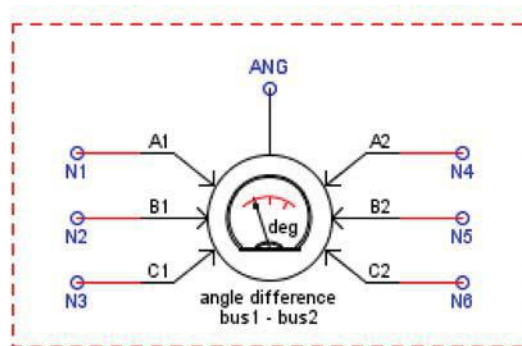 ANG
A1 A2
N1 N4
B1 B2
N2 deg N5
C1 C2
N3 N6
angle difference
bus1 - bus2